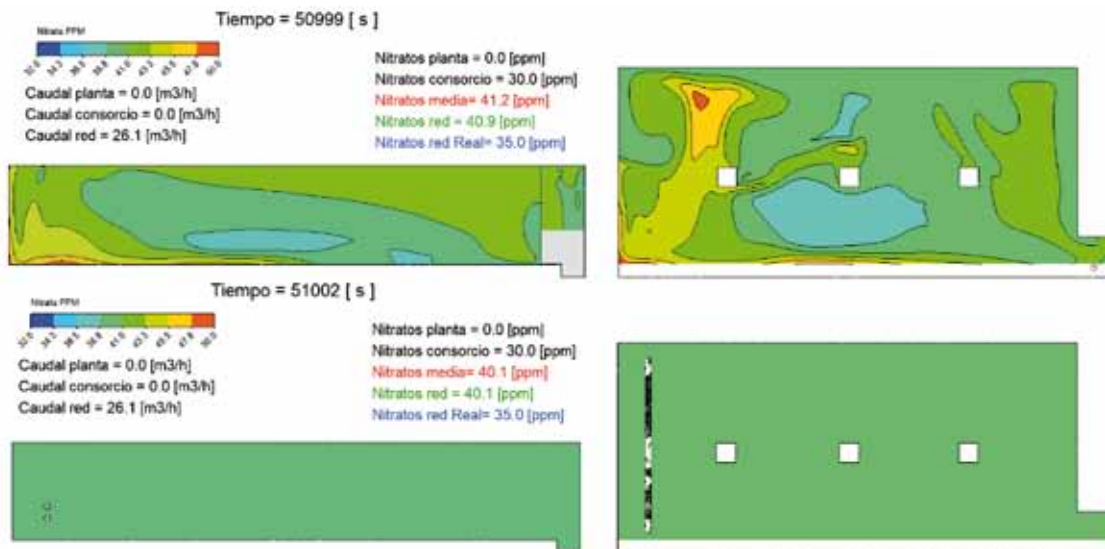 Tiempo = 50999 [ s ]
Nitrato PPM
Caudal planta = 0.0 [m3/h]
Caudal consorcio = 0.0 [m3/h]
Caudal red = 26.1 [m3/h]
Nitratos planta = 0.0 [ppm]
Nitratos consorcio = 30.0 [ppm]
Nitratos media= 41.2 [ppm]
Nitratos red = 40.9 [ppm]
Nitratos red Real= 35.0 [ppm]
Tiempo = 51002 [ s ]
Nitrato PPM
Caudal planta = 0.0 [m3/h]
Caudal consorcio = 0.0 [m3/h]
Caudal red = 26.1 [m3/h]
Nitratos planta = 0.0 [ppm]
Nitratos consorcio = 30.0 [ppm]
Nitratos media= 40.1 [ppm]
Nitratos red = 40.1 [ppm]
Nitratos red Real= 35.0 [ppm]